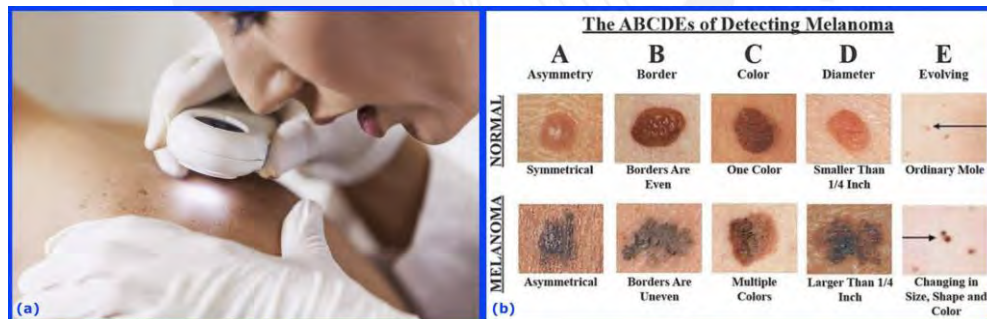 The ABCDEs of Detecting Melanoma
A B C D E
Asymmetry Border Color Diameter Evolving
NORMAL
Symmetrical Borders Are Even One Color Smaller Than 1/4 Inch Ordinary Mole
MELANOMA
Asymmetrical Borders Are Uneven Multiple Colors Larger Than 1/4 Inch Changing in Size, Shape and Color
(a)
(b)